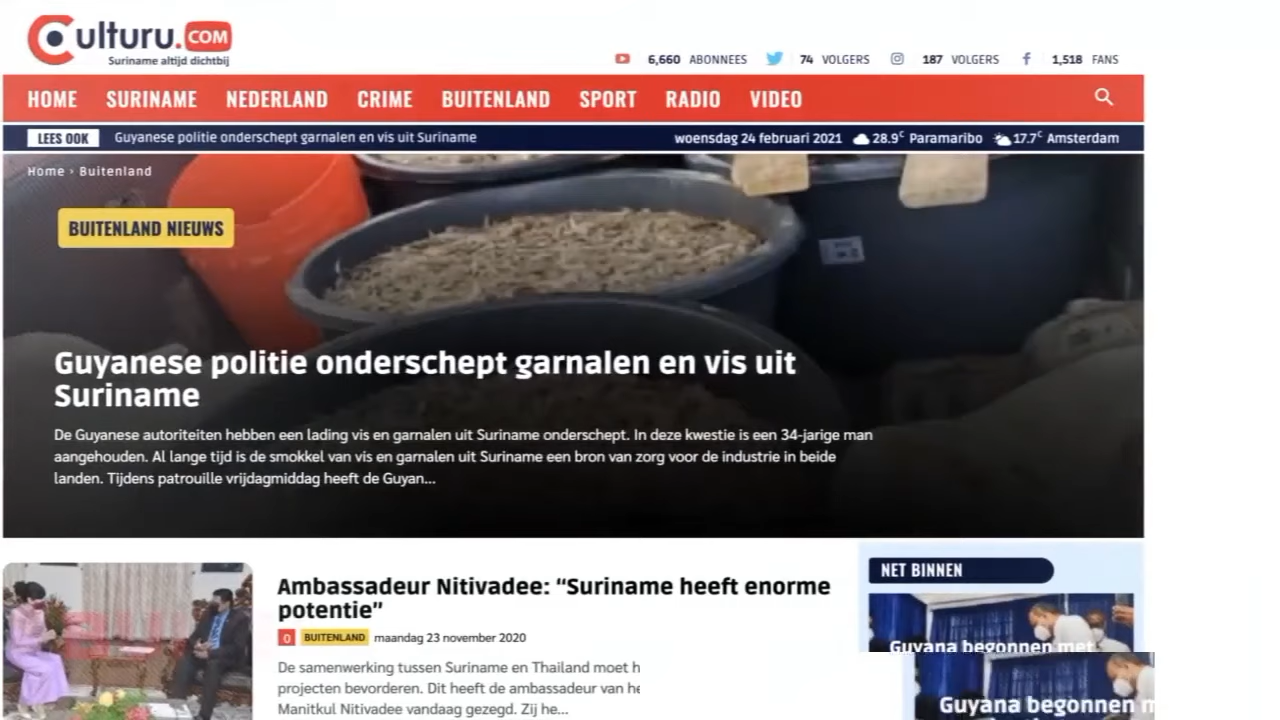 Culturu.COM
Suriname altijd dichtbij
6,660 ABONNEES 74 VOLGERS 187 VOLGERS 1,518 FANS
HOME SURINAME NEDERLAND CRIME BUITENLAND SPORT RADIO VIDEO
LEES OOK Guyanese politie onderschept garnalen en vis uit Suriname woensdag 24 februari 2021 28.9C Paramaribo 17.7C Amsterdam
Home › Buitenland
BUITENLAND NIEUWS
Guyanese politie onderschept garnalen en vis uit
Suriname
De Guyanese autoriteiten hebben een lading vis en garnalen uit Suriname onderschept. In deze kwestie is een 34-jarige man
aangehouden. Al lange tijd is de smokkel van vis en garnalen uit Suriname een bron van zorg voor de industrie in beide
landen. Tijdens patrouille vrijdagmiddag heeft de Guyan...
Ambassadeur Nitivadee: “Suriname heeft enorme
potentie”
0 BUITENLAND maandag 23 november 2020
De samenwerking tussen Suriname en Thailand moet h
projecten bevorderen. Dit heeft de ambassadeur van he
Manitkul Nitivadee vandaag gezegd. Zij he...
NET BINNEN
Guyana begonnen met
Guyana begonnen m